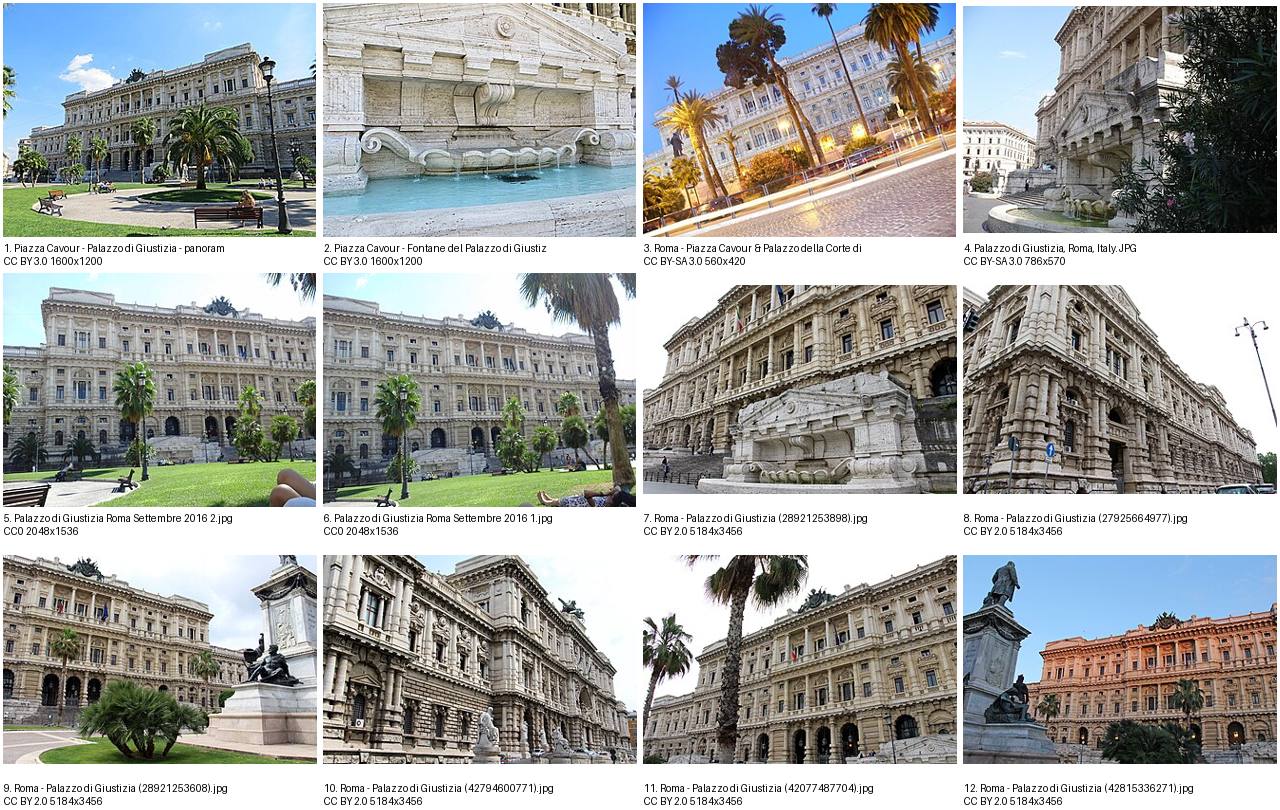 1. Piazza Cavour - Palazzo di Giustizia - panoram
CC BY 3.0 1600x1200
2. Piazza Cavour - Fontane del Palazzo di Giustiz
CC BY 3.0 1600x1200
3. Roma - Piazza Cavour & Palazzo della Corte di
CC BY-SA 3.0 560x420
4. Palazzo di Giustizia, Roma, Italy.JPG
CC BY-SA 3.0 786x570
5. Palazzo di Giustizia Roma Settembre 2016 2.jpg
CC0 2048x1536
6. Palazzo di Giustizia Roma Settembre 2016 1.jpg
CC0 2048x1536
7. Roma - Palazzo di Giustizia (28921253898).jpg
CC BY 2.0 5184x3456
8. Roma - Palazzo di Giustizia (27925664977).jpg
CC BY 2.0 5184x3456
9. Roma - Palazzo di Giustizia (28921253608).jpg
CC BY 2.0 5184x3456
10. Roma - Palazzo di Giustizia (42794600771).jpg
CC BY 2.0 5184x3456
11. Roma - Palazzo di Giustizia (42077487704).jpg
CC BY 2.0 5184x3456
12. Roma - Palazzo di Giustizia (42815336271).jpg
CC BY 2.0 5184x3456